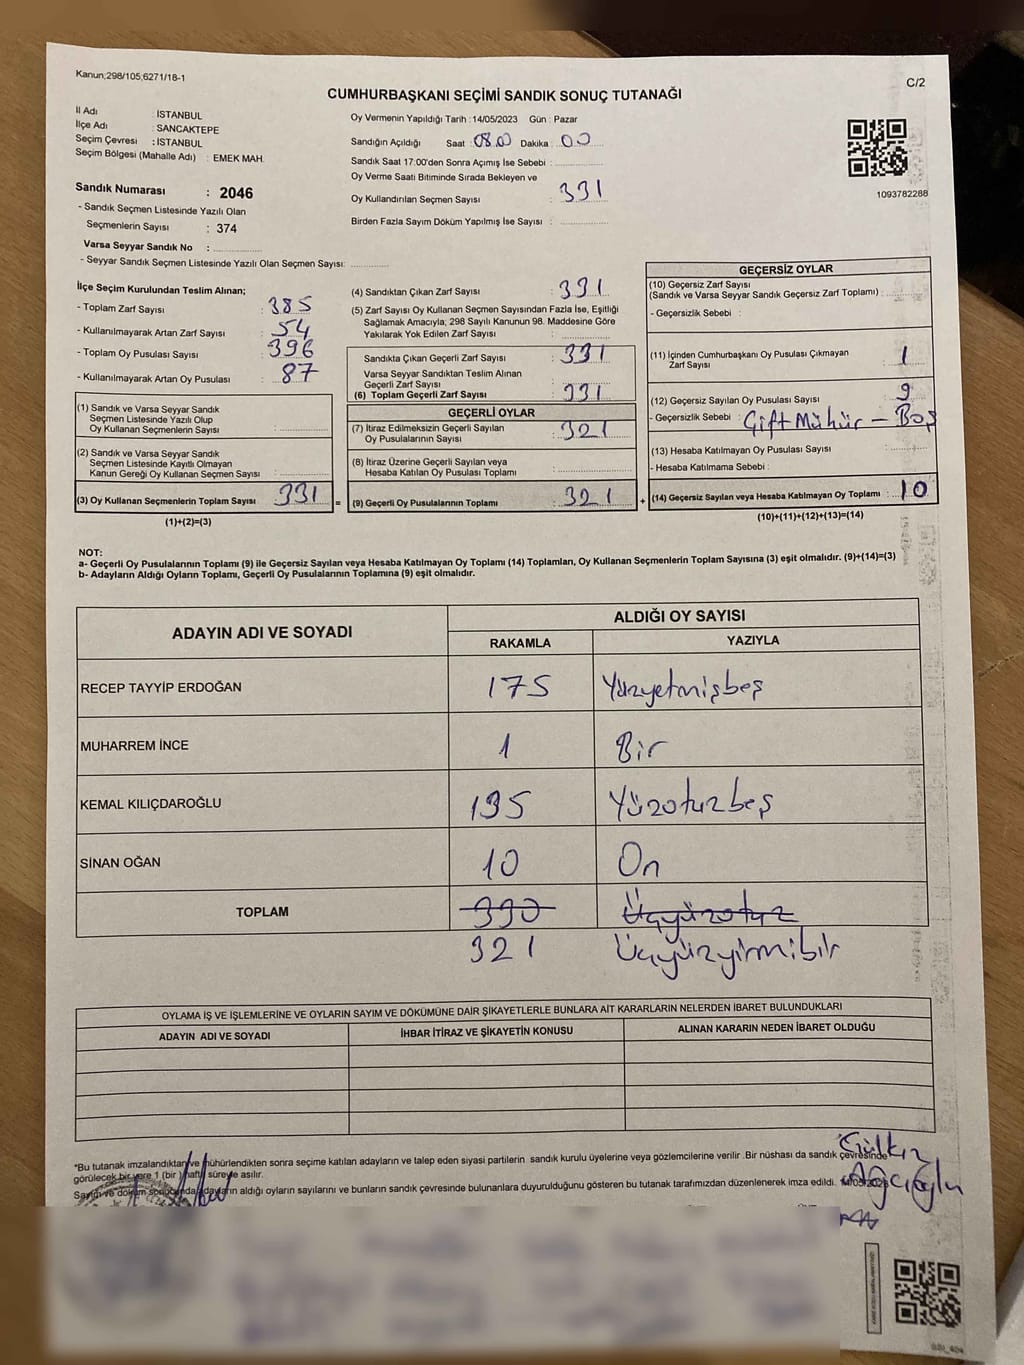 Kanun;298/105;6271/18-1
C/2
CUMHURBAŞKANI SEÇİMİ SANDIK SONUÇ TUTANAĞI
İl Adı : İSTANBUL
İlçe Adı : SANCAKTEPE
Seçim Çevresi : İSTANBUL
Seçim Bölgesi (Mahalle Adı) : EMEK MAH.
Sandık Numarası : 2046
- Sandık Seçmen Listesinde Yazılı Olan
Seçmenlerin Sayısı : 374
Varsa Seyyar Sandık No :
- Seyyar Sandık Seçmen Listesinde Yazılı Olan Seçmen Sayısı:
Oy Vermenin Yapıldığı Tarih : 14/05/2023 Gün : Pazar
Sandığın Açıldığı Saat : 08.00 Dakika : 00
Sandık Saat 17:00'den Sonra Açımış İse Sebebi :
Oy Verme Saati Bitiminde Sırada Bekleyen ve
Oy Kullandırılan Seçmen Sayısı : 331
Birden Fazla Sayım Döküm Yapılmış İse Sayısı :
1093782288
İlçe Seçim Kurulundan Teslim Alınan;
- Toplam Zarf Sayısı : 385
- Kullanılmayarak Artan Zarf Sayısı : 54
- Toplam Oy Pusulası Sayısı : 396
- Kullanılmayarak Artan Oy Pusulası : 87
(1) Sandık ve Varsa Seyyar Sandık
Seçmen Listesinde Yazılı Olup
Oy Kullanan Seçmenlerin Sayısı :
(2) Sandık ve Varsa Seyyar Sandık
Seçmen Listesinde Kayıtlı Olmayan
Kanun Gereği Oy Kullanan Seçmen Sayısı :
(3) Oy Kullanan Seçmenlerin Toplam Sayısı : 331 =
(1)+(2)=(3)
(4) Sandıktan Çıkan Zarf Sayısı : 331
(5) Zarf Sayısı Oy Kullanan Seçmen Sayısından Fazla İse, Eşitliği
Sağlamak Amacıyla; 298 Sayılı Kanunun 98. Maddesine Göre
Yakılarak Yok Edilen Zarf Sayısı :
Sandıkta Çıkan Geçerli Zarf Sayısı : 331
Varsa Seyyar Sandıktan Teslim Alınan
Geçerli Zarf Sayısı :
(6) Toplam Geçerli Zarf Sayısı : 331
GEÇERLİ OYLAR
(7) İtiraz Edilmeksizin Geçerli Sayılan
Oy Pusulalarının Sayısı : 321
(8) İtiraz Üzerine Geçerli Sayılan veya
Hesaba Katılan Oy Pusulası Toplamı :
(9) Geçerli Oy Pusulalarının Toplamı : 321 +
GEÇERSİZ OYLAR
(10) Geçersiz Zarf Sayısı
(Sandık ve Varsa Seyyar Sandık Geçersiz Zarf Toplamı) :
- Geçersizlik Sebebi :
(11) İçinden Cumhurbaşkanı Oy Pusulası Çıkmayan
Zarf Sayısı : 1
(12) Geçersiz Sayılan Oy Pusulası Sayısı : 9
- Geçersizlik Sebebi : Çift Mühür - Boş
(13) Hesaba Katılmayan Oy Pusulası Sayısı :
- Hesaba Katılmama Sebebi :
(14) Geçersiz Sayılan veya Hesaba Katılmayan Oy Toplamı : 10
(10)+(11)+(12)+(13)=(14)
NOT:
a- Geçerli Oy Pusulalarının Toplamı (9) ile Geçersiz Sayılan veya Hesaba Katılmayan Oy Toplamı (14) Toplamları, Oy Kullanan Seçmenlerin Toplam Sayısına (3) eşit olmalıdır. (9)+(14)=(3)
b- Adayların Aldığı Oyların Toplamı, Geçerli Oy Pusulalarının Toplamına (9) eşit olmalıdır.
ADAYIN ADI VE SOYADI
ALDIĞI OY SAYISI
RAKAMLA YAZIYLA
RECEP TAYYİP ERDOĞAN 175 Yüzyetmişbeş
MUHARREM İNCE 1 Bir
KEMAL KILIÇDAROĞLU 135 Yüzotuzbeş
SİNAN OĞAN 10 On
TOPLAM 330 Üçyüzotuz
321 Üçyüzyirmibir
OYLAMA İŞ VE İŞLEMLERİNE VE OYLARIN SAYIM VE DÖKÜMÜNE DAİR ŞİKAYETLERLE BUNLARA AİT KARARLARIN NELERDEN İBARET BULUNDUKLARI
ADAYIN ADI VE SOYADI İHBAR İTİRAZ VE ŞİKAYETİN KONUSU ALINAN KARARIN NEDEN İBARET OLDUĞU
*Bu tutanak imzalandıktan ve mühürlendikten sonra seçime katılan adayların ve talep eden siyasi partilerin sandık kurulu üyelerine veya gözlemcilerine verilir .Bir nüshası da sandık çevresinde
görülecek bir yere 1 (bir ) hafta süreyle asılır.
Sayım ve döküm sonucunda adayların aldığı oyların sayılarını ve bunların sandık çevresinde bulunanlara duyurulduğunu gösteren bu tutanak tarafımızdan düzenlenerek imza edildi.
Gülkız
Ağcıoğlu